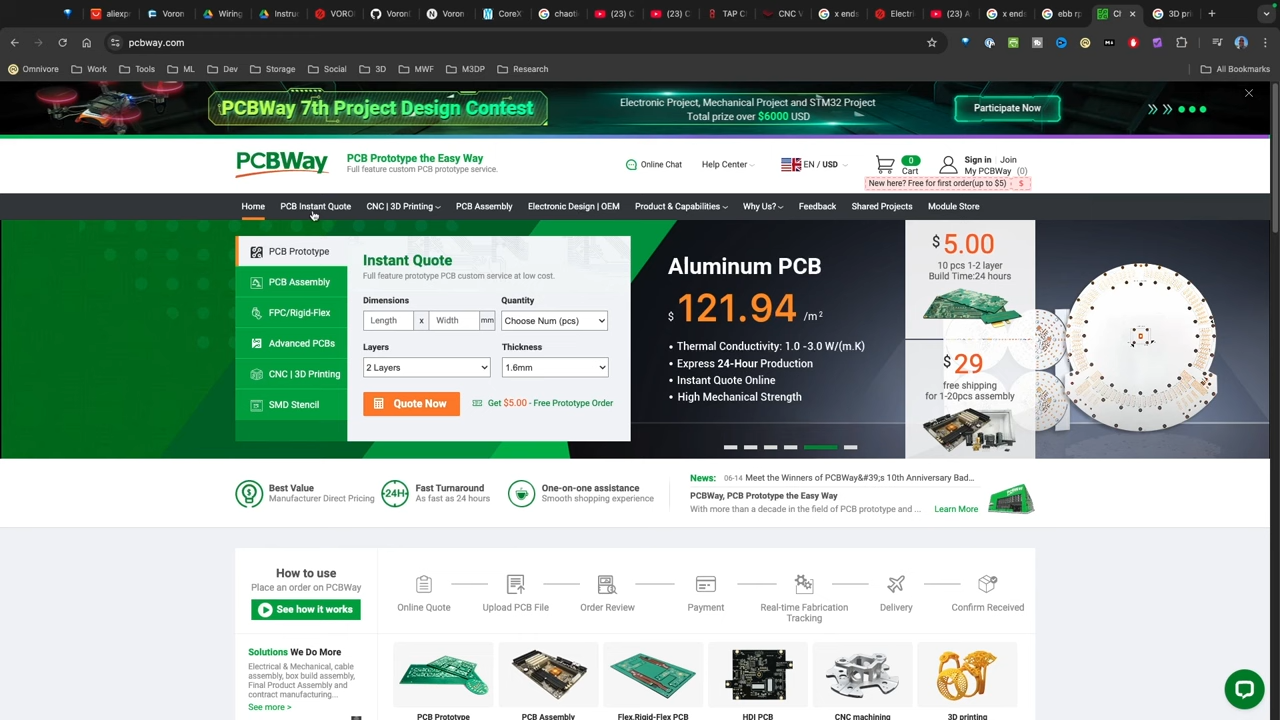 aliexp
Foron
Wiring
Instru
VORO
Voron
CoreX
chaot
(23) C
(23) C
TAP C
CNC V
x ends
Electri
(23) A
x ends
ebb rp
Cl
3D pri
pcbway.com
Omnivore
Work
Tools
ML
Dev
Storage
Social
3D
MWF
M3DP
Research
All Bookmarks
PCBWay 7th Project Design Contest
Electronic Project, Mechanical Project and STM32 Project
Total prize over $6000 USD
Participate Now
PCBWay
PCB Prototype the Easy Way
Full feature custom PCB prototype service.
Online Chat
Help Center
EN / USD
0
Cart
Sign in | Join
My PCBWay (0)
New here? Free for first order(up to $5)
$
Home
PCB Instant Quote
CNC | 3D Printing
PCB Assembly
Electronic Design | OEM
Product & Capabilities
Why Us?
Feedback
Shared Projects
Module Store
PCB Prototype
PCB Assembly
FPC/Rigid-Flex
Advanced PCBs
CNC | 3D Printing
SMD Stencil
Instant Quote
Full feature prototype PCB custom service at low cost.
Dimensions
Quantity
Length x Width mm
Choose Num (pcs)
Layers
Thickness
2 Layers
1.6mm
Quote Now
Get $5.00 - Free Prototype Order
Aluminum PCB
$ 121.94 /m²
• Thermal Conductivity: 1.0 -3.0 W/(m.K)
• Express 24-Hour Production
• Instant Quote Online
• High Mechanical Strength
$5.00
10 pcs 1-2 layer
Build Time:24 hours
$29
free shipping
for 1-20pcs assembly
Best Value
Manufacturer Direct Pricing
24H
Fast Turnaround
As fast as 24 hours
One-on-one assistance
Smooth shopping experience
News: 06-14 Meet the Winners of PCBWay&#39;s 10th Anniversary Bad...
PCBWay, PCB Prototype the Easy Way
With more than a decade in the field of PCB prototype and ... Learn More
How to use
Place an order on PCBWay
See how it works
Online Quote
Upload PCB File
Order Review
Payment
Real-time Fabrication
Tracking
Delivery
Confirm Received
Solutions We Do More
Electrical & Mechanical, cable
assembly, box build assembly,
Final Product Assembly and
contract manufacturing...
See more >
PCB Prototype
PCB Assembly
Flex,Rigid-Flex PCB
HDI PCB
CNC machining
3D printing